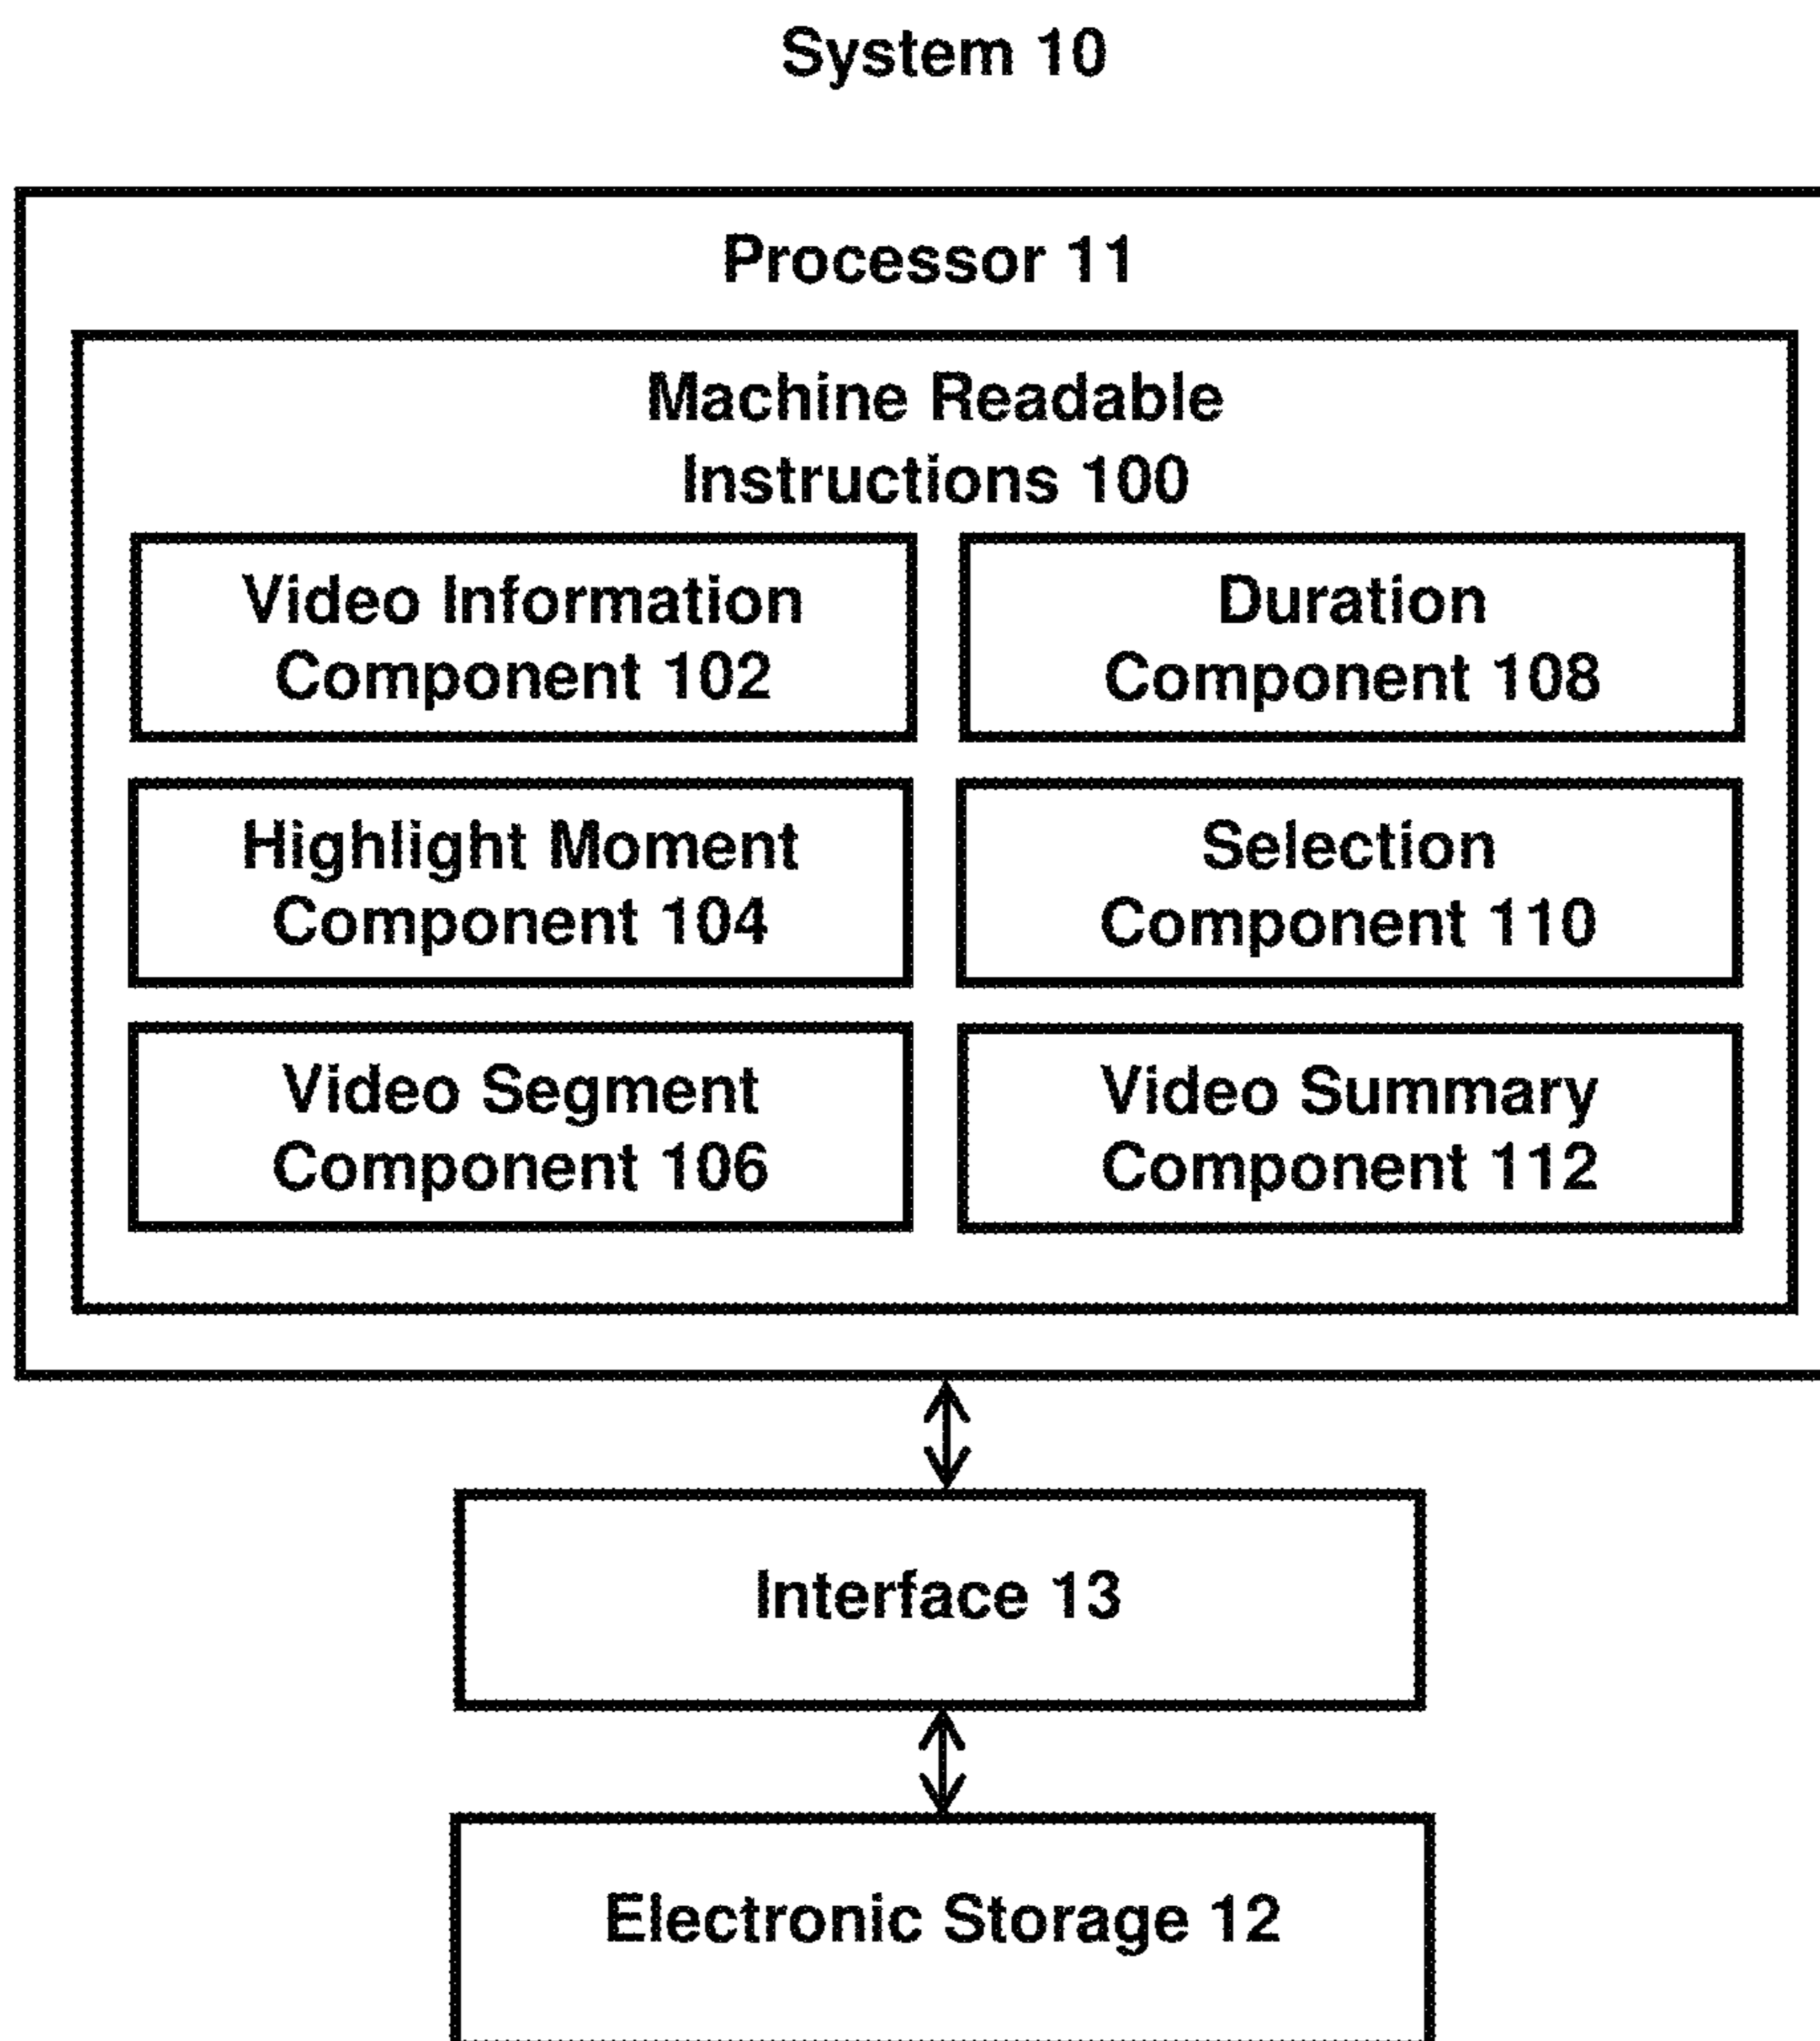 System 10
Processor 11
Machine Readable
Instructions 100
Video Information
Component 102
Duration
Component 108
Highlight Moment
Component 104
Selection
Component 110
Video Segment
Component 106
Video Summary
Component 112
Interface 13
Electronic Storage 12